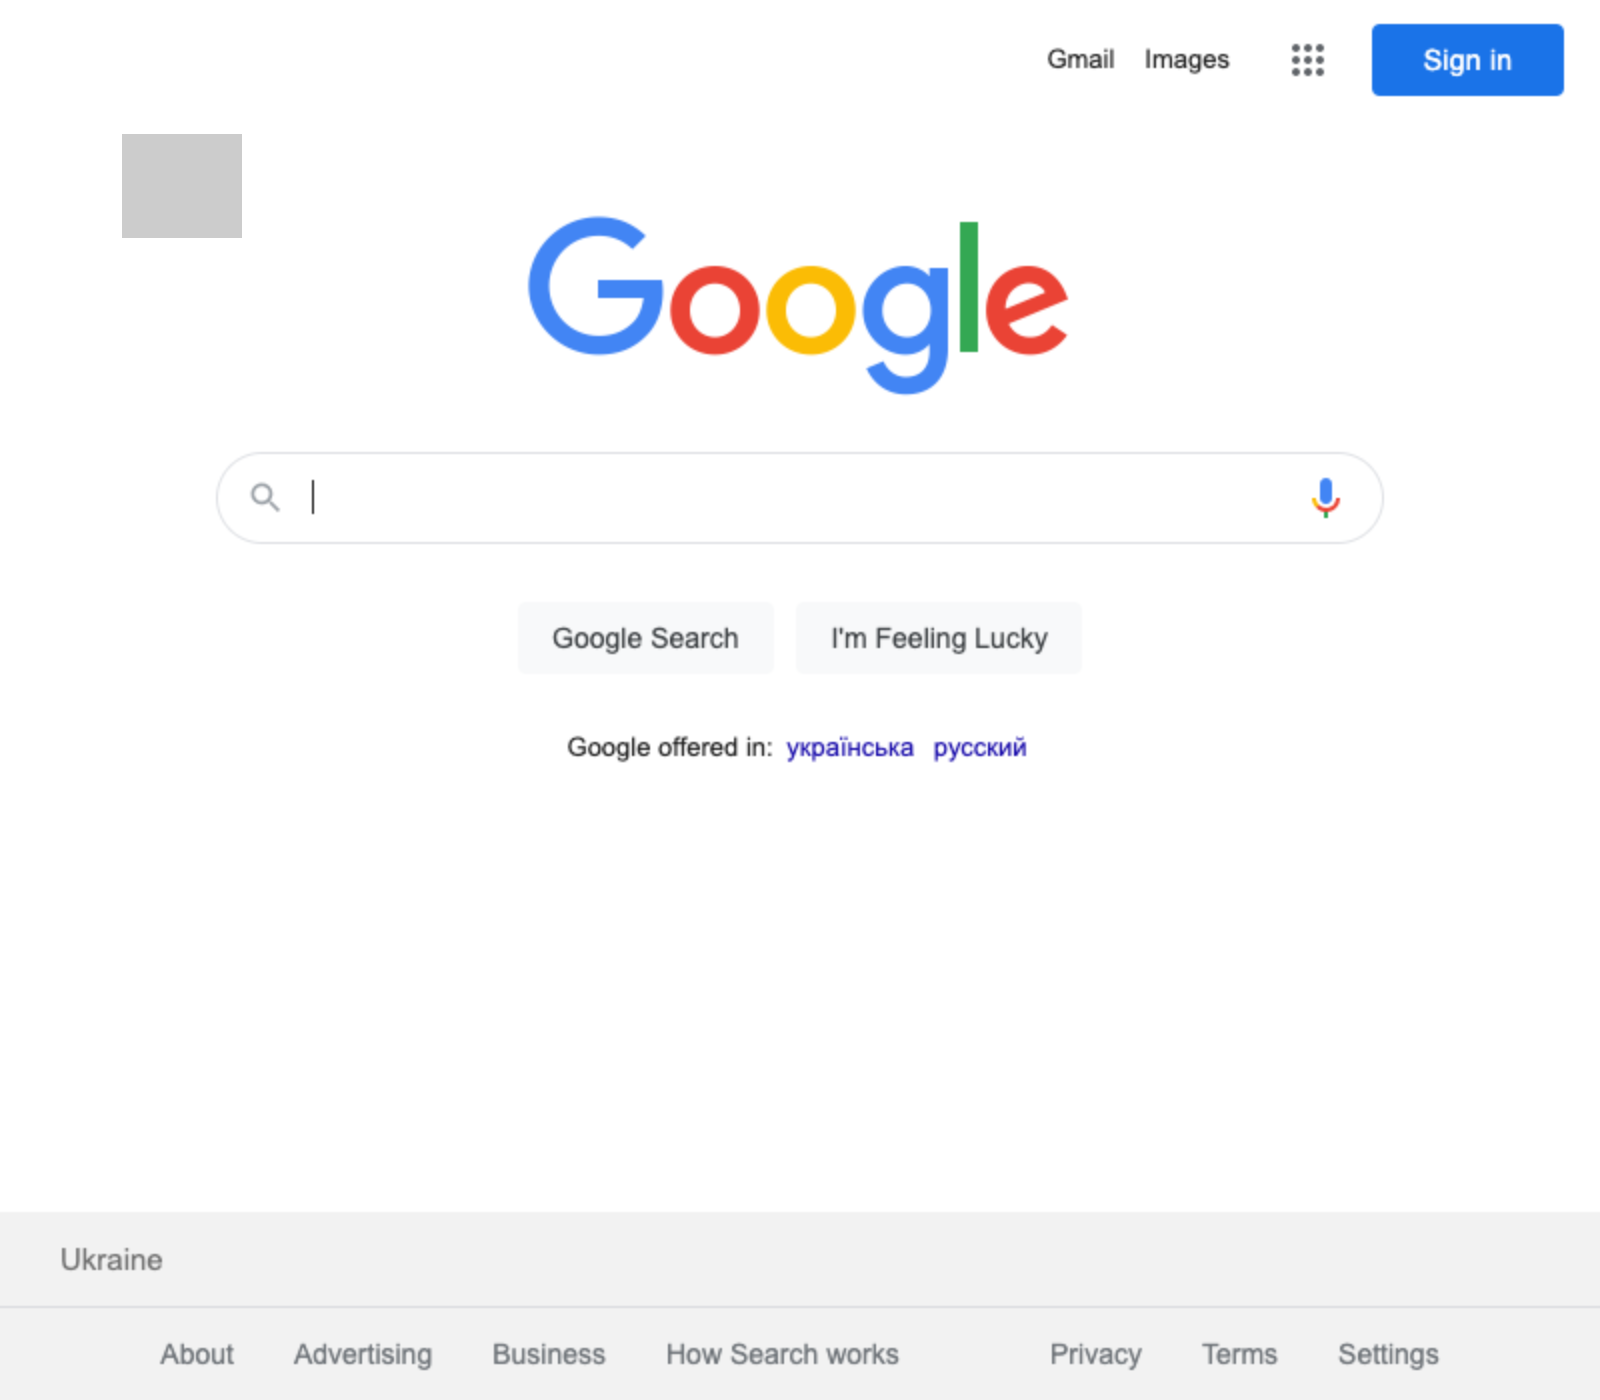 Gmail Images Sign in
Google
Google Search I'm Feeling Lucky
Google offered in: українська русский
Ukraine
About Advertising Business How Search works Privacy Terms Settings